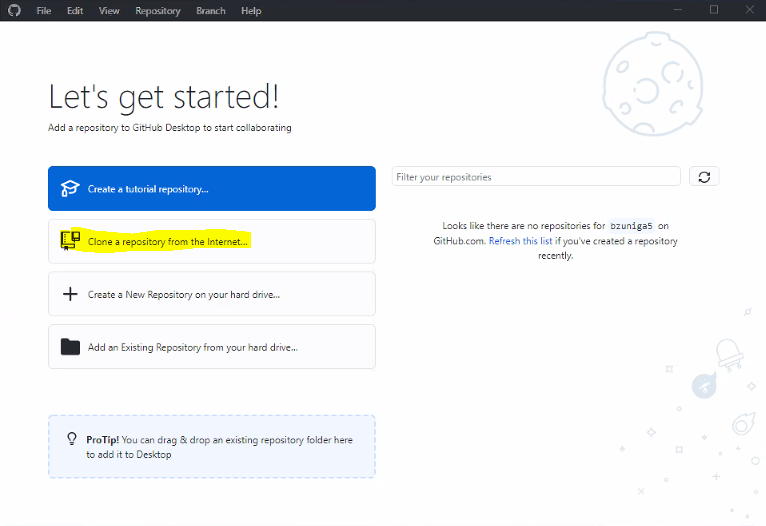 File Edit View Repository Branch Help
Let's get started!
Add a repository to GitHub Desktop to start collaborating
Create a tutorial repository...
Clone a repository from the Internet...
Create a New Repository on your hard drive...
Add an Existing Repository from your hard drive...
ProTip! You can drag & drop an existing repository folder here
to add it to Desktop
Filter your repositories
Looks like there are no repositories for bzuniga5 on
GitHub.com. Refresh this list if you've created a repository
recently.